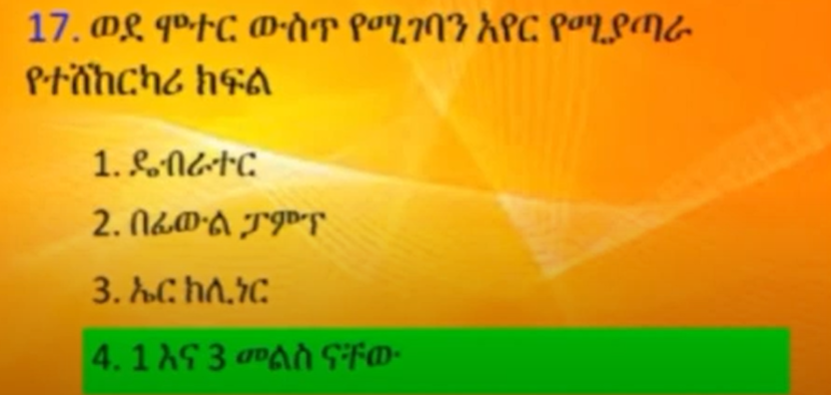 17. ወደ ሞተር ውስጥ የሚገባን አየር የሚያጣራ
የተሽከርካሪ ክፍል
1. ዴብራተር
2. በፊውል ፓምፕ
3. ኤር ክሊነር
4. 1 እና 3 መልስ ናቸው